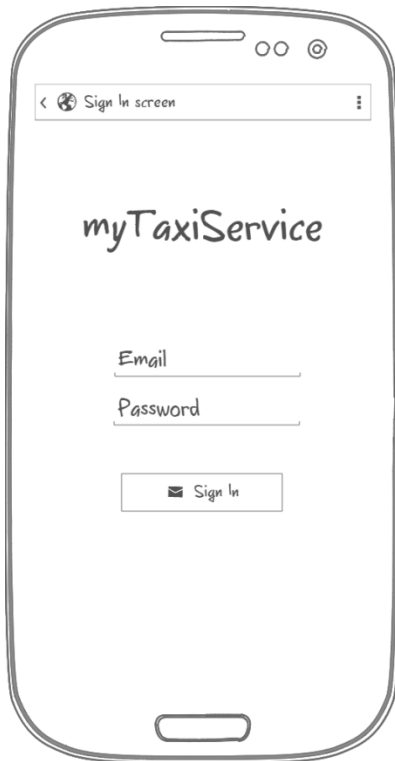 Sign In screen
myTaxiService
Email
Password
Sign In